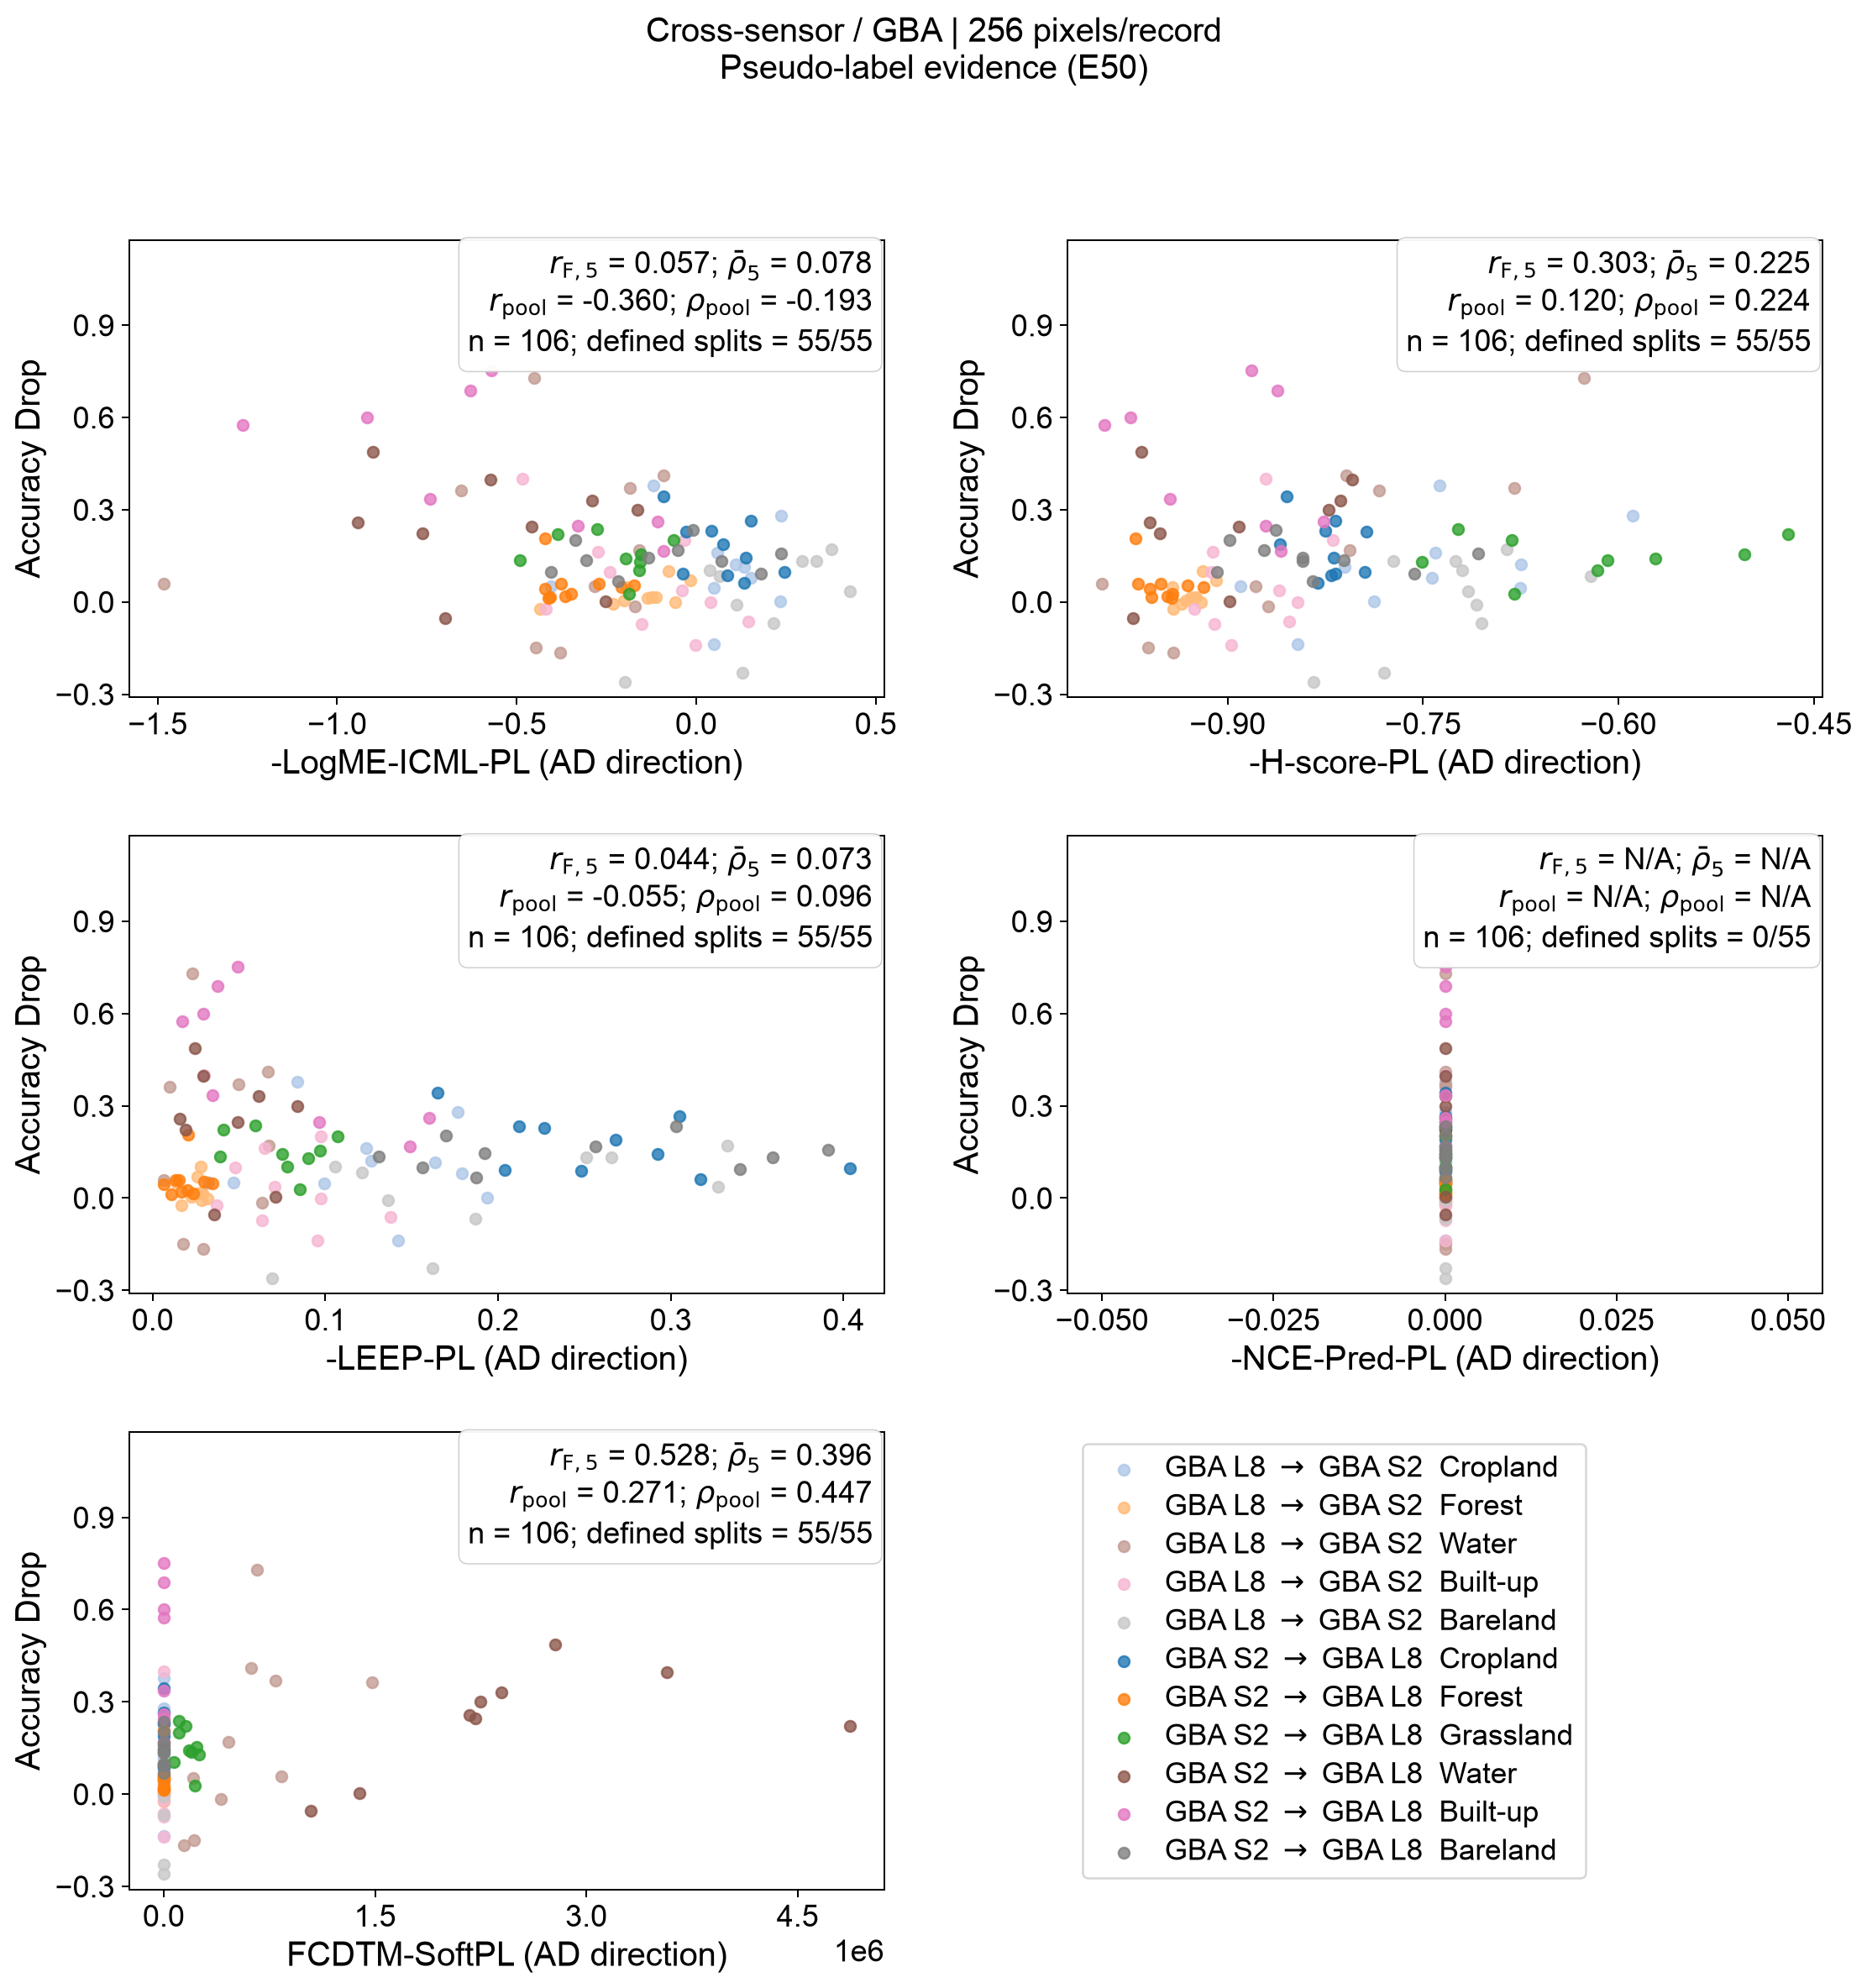 Cross-sensor / GBA | 256 pixels/record
Pseudo-label evidence (E50)
r_F,5 = 0.057; ρ̄_5 = 0.078
r_pool = -0.360; ρ_pool = -0.193
n = 106; defined splits = 55/55
Accuracy Drop
0.9
0.6
0.3
0.0
−0.3
−1.5 −1.0 −0.5 0.0 0.5
-LogME-ICML-PL (AD direction)
r_F,5 = 0.303; ρ̄_5 = 0.225
r_pool = 0.120; ρ_pool = 0.224
n = 106; defined splits = 55/55
Accuracy Drop
0.9
0.6
0.3
0.0
−0.3
−0.90 −0.75 −0.60 −0.45
-H-score-PL (AD direction)
r_F,5 = 0.044; ρ̄_5 = 0.073
r_pool = -0.055; ρ_pool = 0.096
n = 106; defined splits = 55/55
Accuracy Drop
0.9
0.6
0.3
0.0
−0.3
0.0 0.1 0.2 0.3 0.4
-LEEP-PL (AD direction)
r_F,5 = N/A; ρ̄_5 = N/A
r_pool = N/A; ρ_pool = N/A
n = 106; defined splits = 0/55
Accuracy Drop
0.9
0.6
0.3
0.0
−0.3
−0.050 −0.025 0.000 0.025 0.050
-NCE-Pred-PL (AD direction)
r_F,5 = 0.528; ρ̄_5 = 0.396
r_pool = 0.271; ρ_pool = 0.447
n = 106; defined splits = 55/55
Accuracy Drop
0.9
0.6
0.3
0.0
−0.3
0.0 1.5 3.0 4.5
1e6
FCDTM-SoftPL (AD direction)
GBA L8 → GBA S2 Cropland
GBA L8 → GBA S2 Forest
GBA L8 → GBA S2 Water
GBA L8 → GBA S2 Built-up
GBA L8 → GBA S2 Bareland
GBA S2 → GBA L8 Cropland
GBA S2 → GBA L8 Forest
GBA S2 → GBA L8 Grassland
GBA S2 → GBA L8 Water
GBA S2 → GBA L8 Built-up
GBA S2 → GBA L8 Bareland